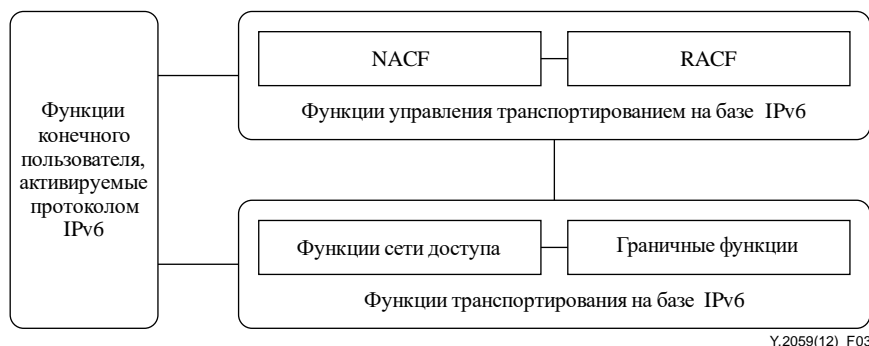 Функции
конечного
пользователя,
активируемые
протоколом
IPv6
NACF
RACF
Функции управления транспортированием на базе IPv6
Функции сети доступа
Граничные функции
Функции транспортирования на базе IPv6
Y.2059(12)_F03